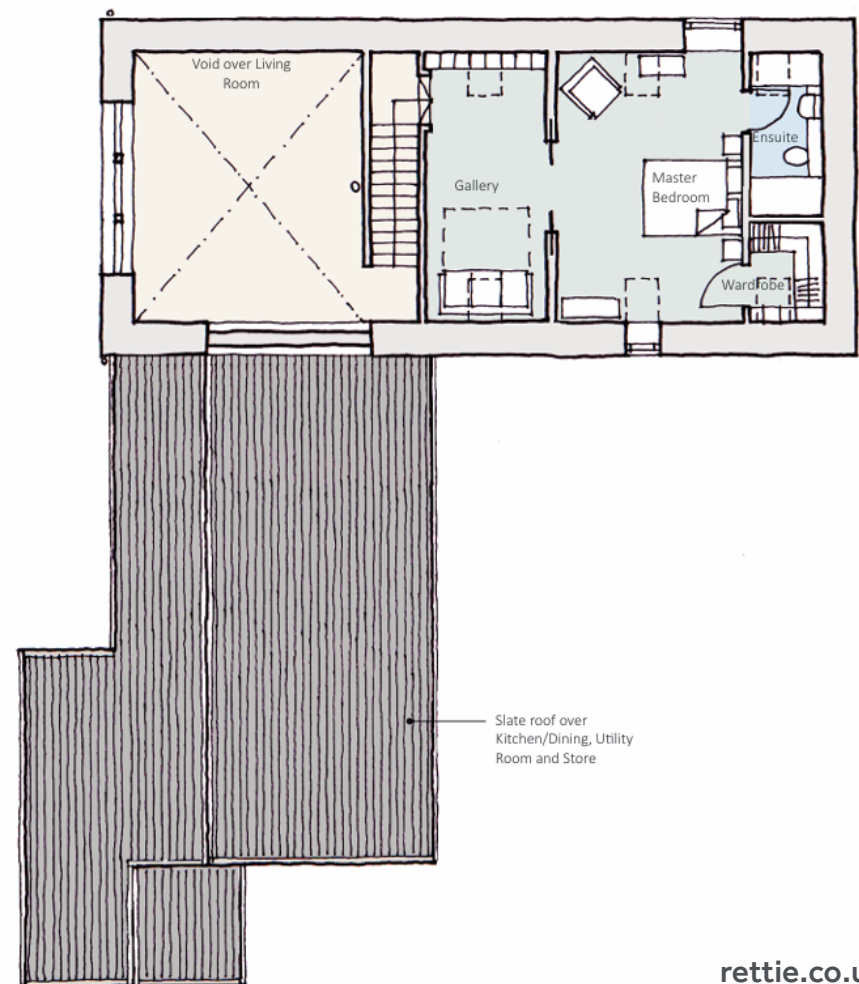 Void over Living
Room
Gallery
Master
Bedroom
Ensuite
Wardrobe
Slate roof over
Kitchen/Dining, Utility
Room and Store
rettie.co.u